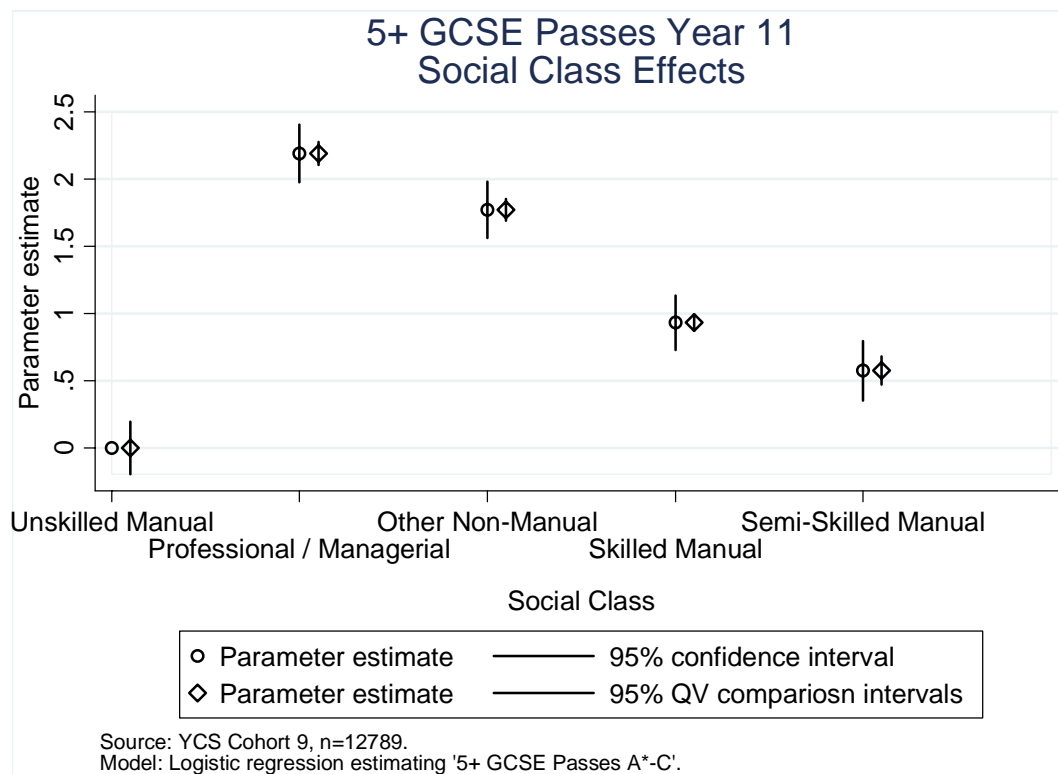 5+ GCSE Passes Year 11
Social Class Effects
Parameter estimate
2.5
2
1.5
1
.5
0
Unskilled Manual
Professional / Managerial
Other Non-Manual
Skilled Manual
Semi-Skilled Manual
Social Class
Parameter estimate 95% confidence interval
Parameter estimate 95% QV compariosn intervals
Source: YCS Cohort 9, n=12789.
Model: Logistic regression estimating '5+ GCSE Passes A*-C'.